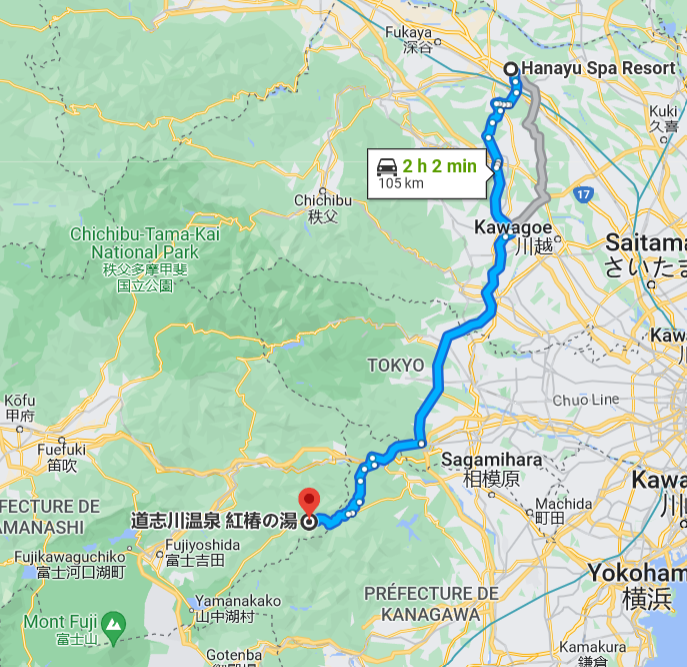 Fukaya
深谷
Hanayu Spa Resort
Kuki
久喜
2 h 2 min
105 km
Chichibu
秩父
17
Kawagoe
川越
Chichibu-Tama-Kai
National Park
秩父多摩甲斐
国立公園
Saitama
さいたま
Kaw
TOKYO
Kōfu
甲府
Chuo Line
Fuefuki
笛吹
Sagamihara
相模原
Kawa
川
FECTURE DE
AMANASHI
道志川温泉 紅椿の湯
Machida
町田
Fujikawaguchiko
富士河口湖町
Fujiyoshida
富士吉田
Yokoham
横浜
Yamanakako
山中湖村
PRÉFECTURE DE
KANAGAWA
Mont Fuji
富士山
Gotenba
Kamakura
鎌倉